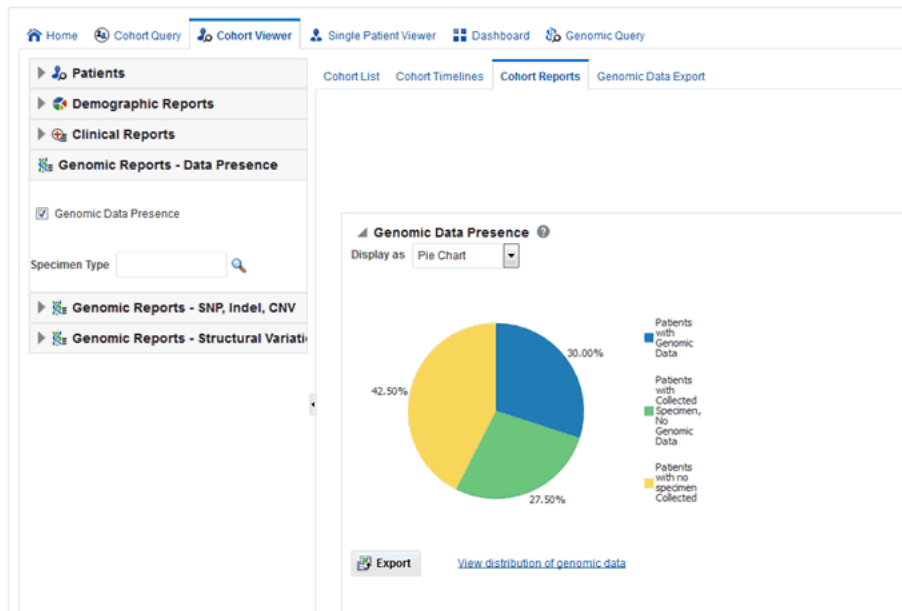 Home Cohort Query Cohort Viewer Single Patient Viewer Dashboard Genomic Query
Patients
Demographic Reports
Clinical Reports
Genomic Reports - Data Presence
Genomic Data Presence
Specimen Type
Genomic Reports - SNP, Indel, CNV
Genomic Reports - Structural Variati
Cohort List Cohort Timelines Cohort Reports Genomic Data Export
Genomic Data Presence
Display as Pie Chart
30.00%
42.50%
27.50%
Patients
with
Genomic
Data
Patients
with
Collected
Specimen,
No
Genomic
Data
Patients
with no
specimen
Collected
Export View distribution of genomic data